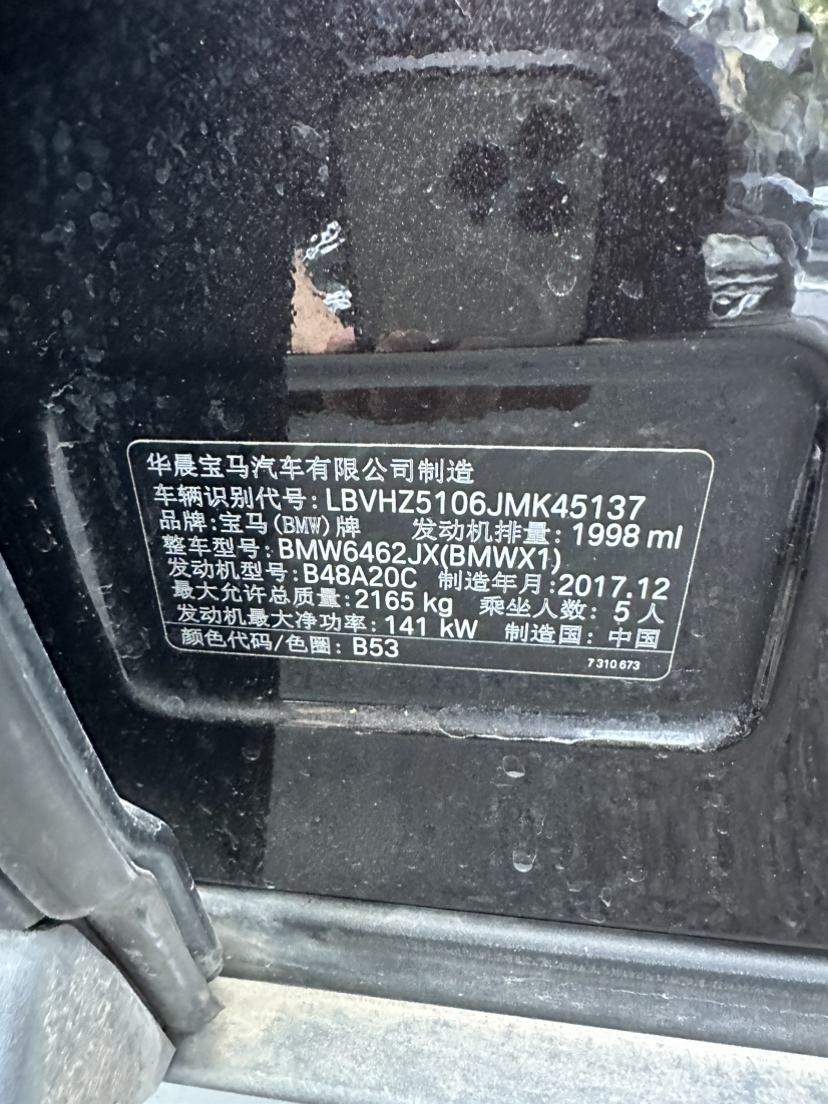 华晨宝马汽车有限公司制造
车辆识别代号: LBVHZ5106JMK45137
品牌: 宝马(BMW)牌 发动机排量: 1998 ml
整车型号: BMW6462JX(BMWX1)
发动机型号: B48A20C 制造年月: 2017.12
最大允许总质量: 2165 kg 乘坐人数: 5 人
发动机最大净功率: 141 kW 制造国: 中国
颜色代码/色圈: B53
7 310 673